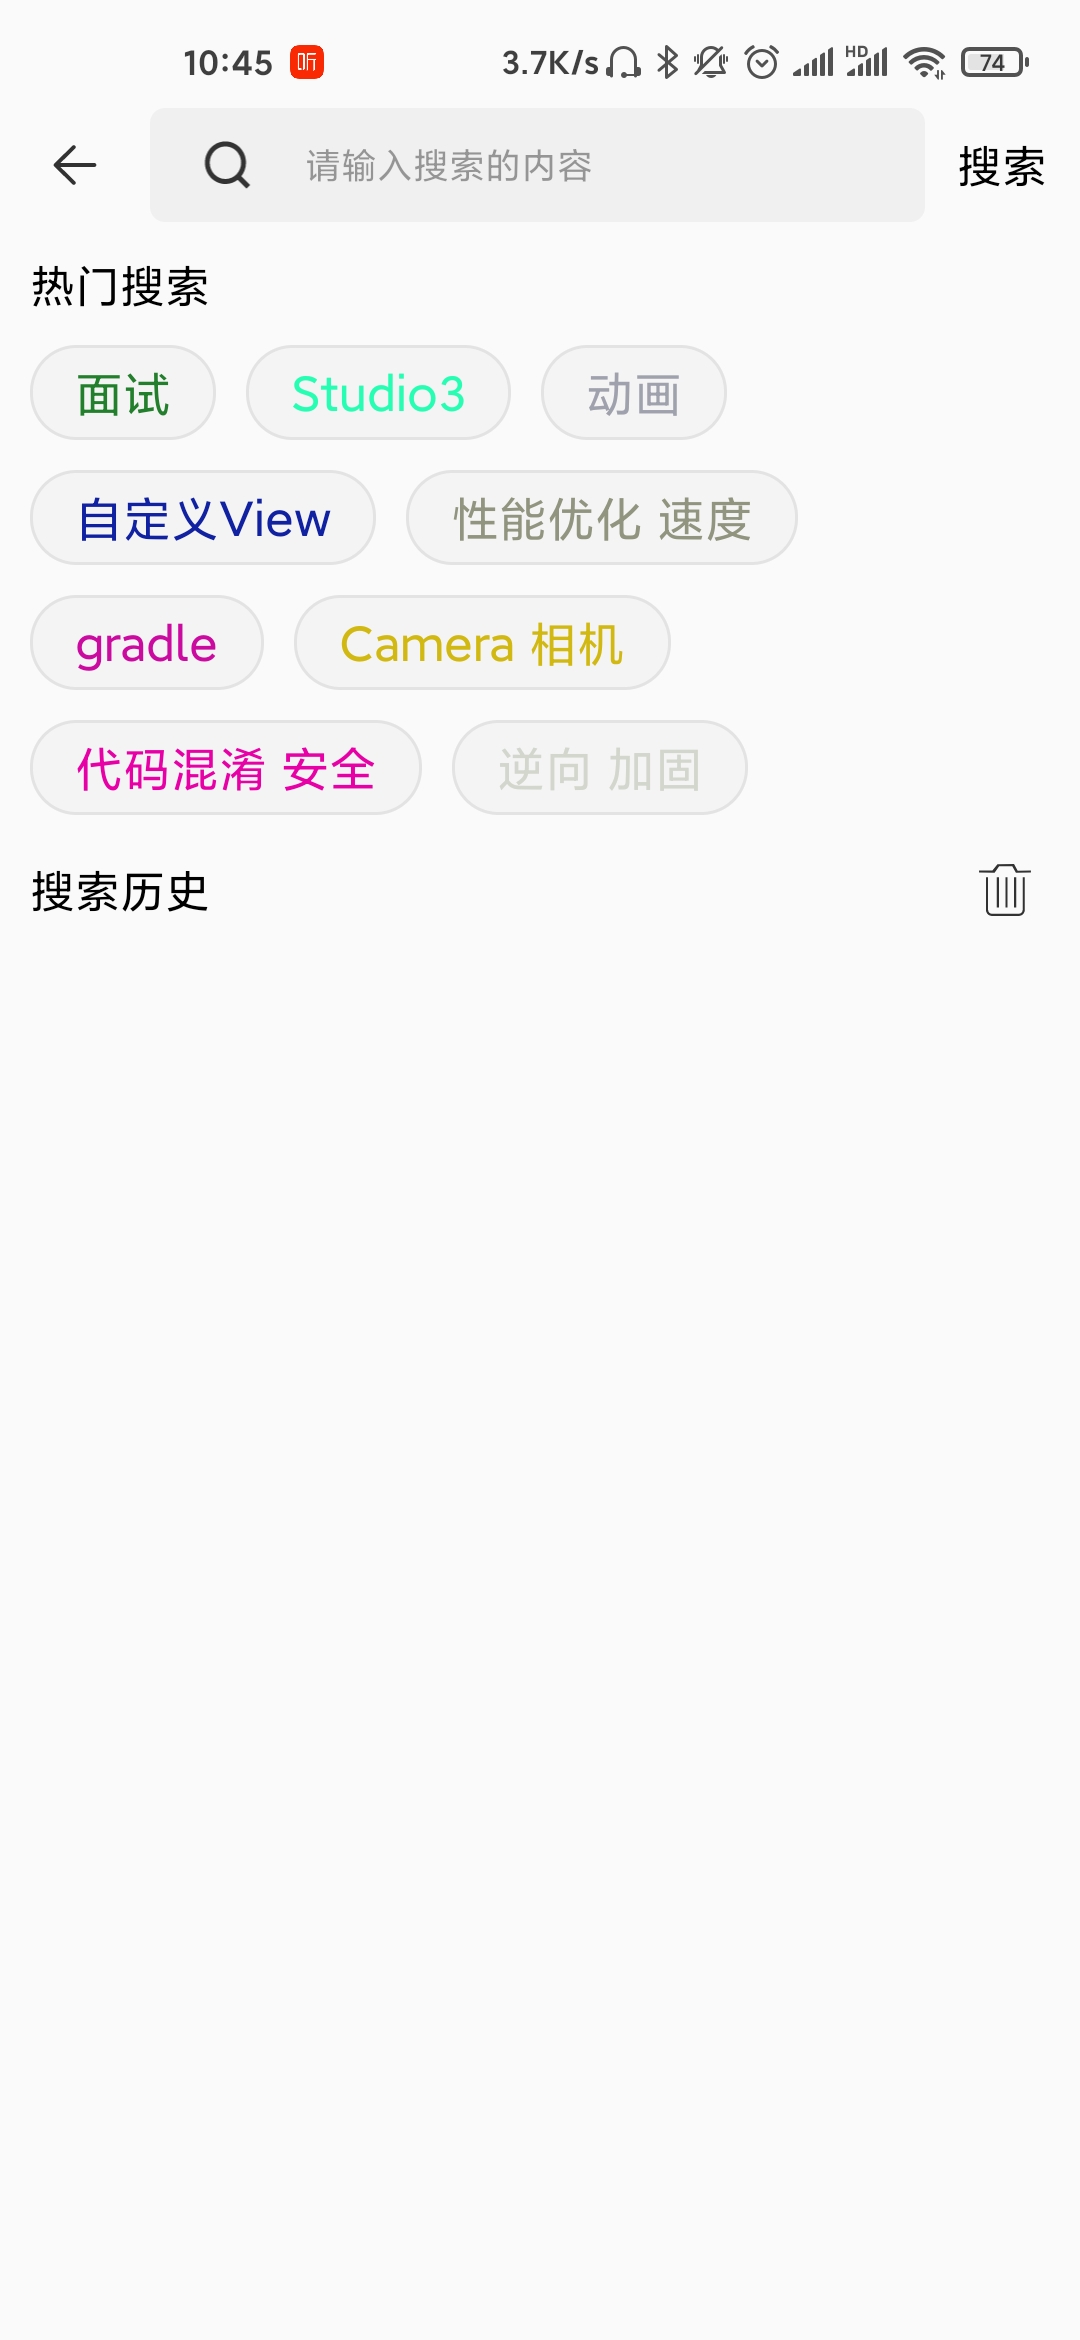 10:45 听 3.7K/s HD 74
请输入搜索的内容 搜索
热门搜索
面试 Studio3 动画
自定义View 性能优化 速度
gradle Camera 相机
代码混淆 安全 逆向 加固
搜索历史